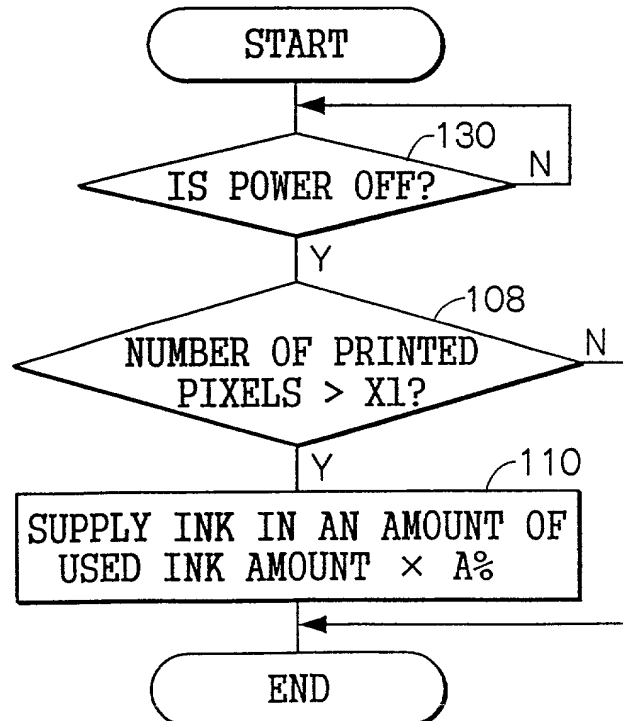 START
130
IS POWER OFF?
N
Y
108
NUMBER OF PRINTED
PIXELS > X1?
N
Y
110
SUPPLY INK IN AN AMOUNT OF
USED INK AMOUNT × A%
END